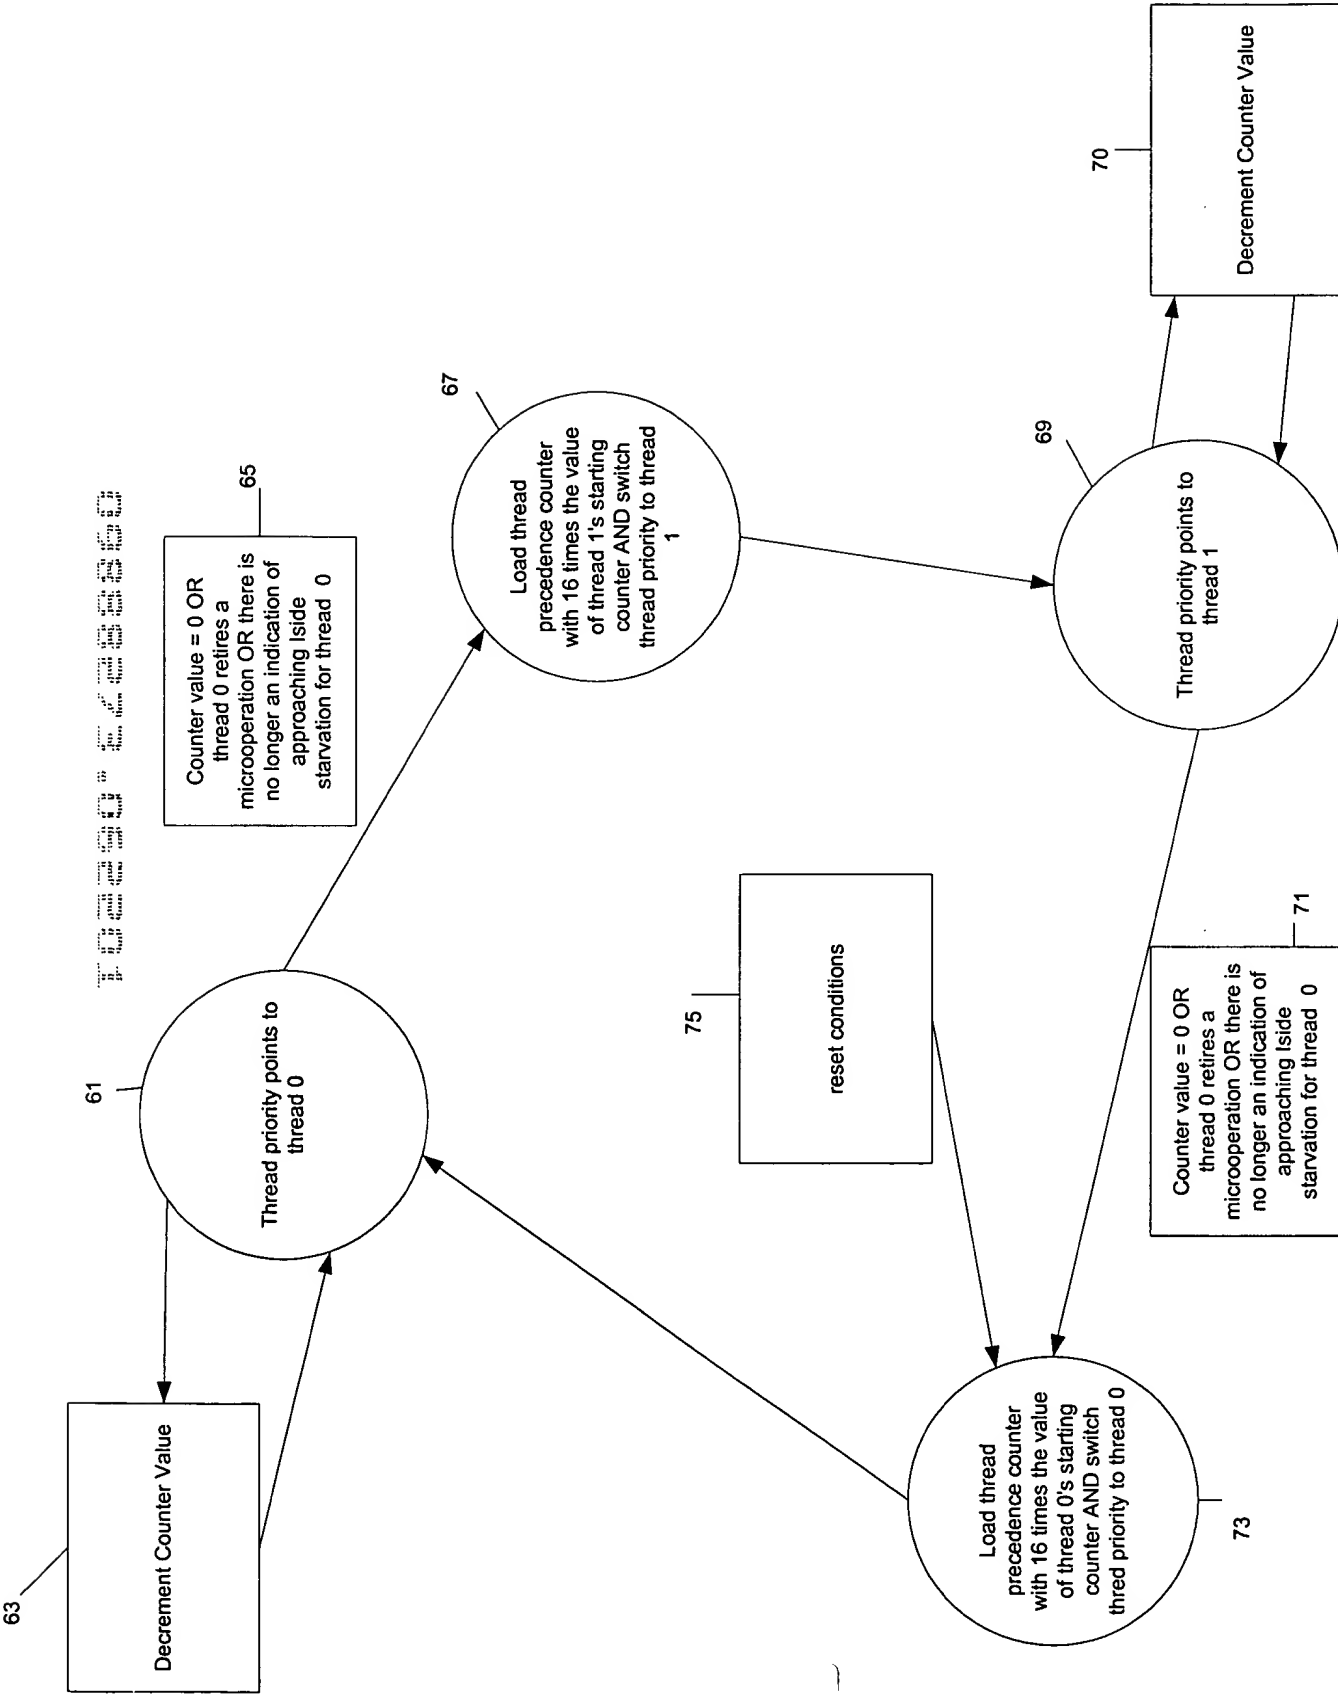 63
Decrement Counter Value
61
Thread priority points to
thread 0
65
Counter value = 0 OR
thread 0 retires a
microoperation OR there is
no longer an indication of
approaching Iside
starvation for thread 0
67
Load thread
precedence counter
with 16 times the value
of thread 1's starting
counter AND switch
thread priority to thread
1
75
reset conditions
73
Load thread
precedence counter
with 16 times the value
of thread 0's starting
counter AND switch
thred priority to thread 0
69
Thread priority points to
thread 1
70
Decrement Counter Value
71
Counter value = 0 OR
thread 0 retires a
microoperation OR there is
no longer an indication of
approaching Iside
starvation for thread 0